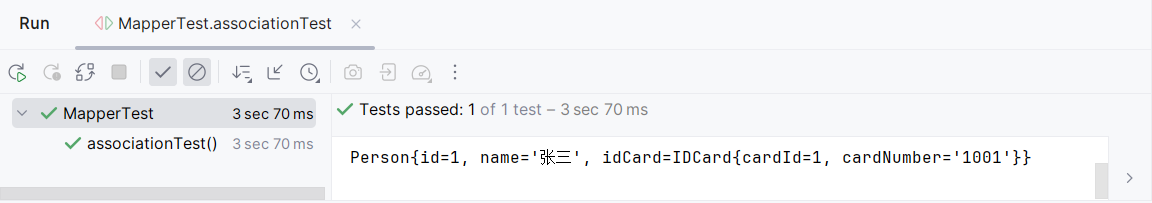 Run MapperTest.associationTest
MapperTest 3 sec 70 ms
associationTest() 3 sec 70 ms
Tests passed: 1 of 1 test – 3 sec 70 ms
Person{id=1, name='张三', idCard=IDCard{cardId=1, cardNumber='1001'}}